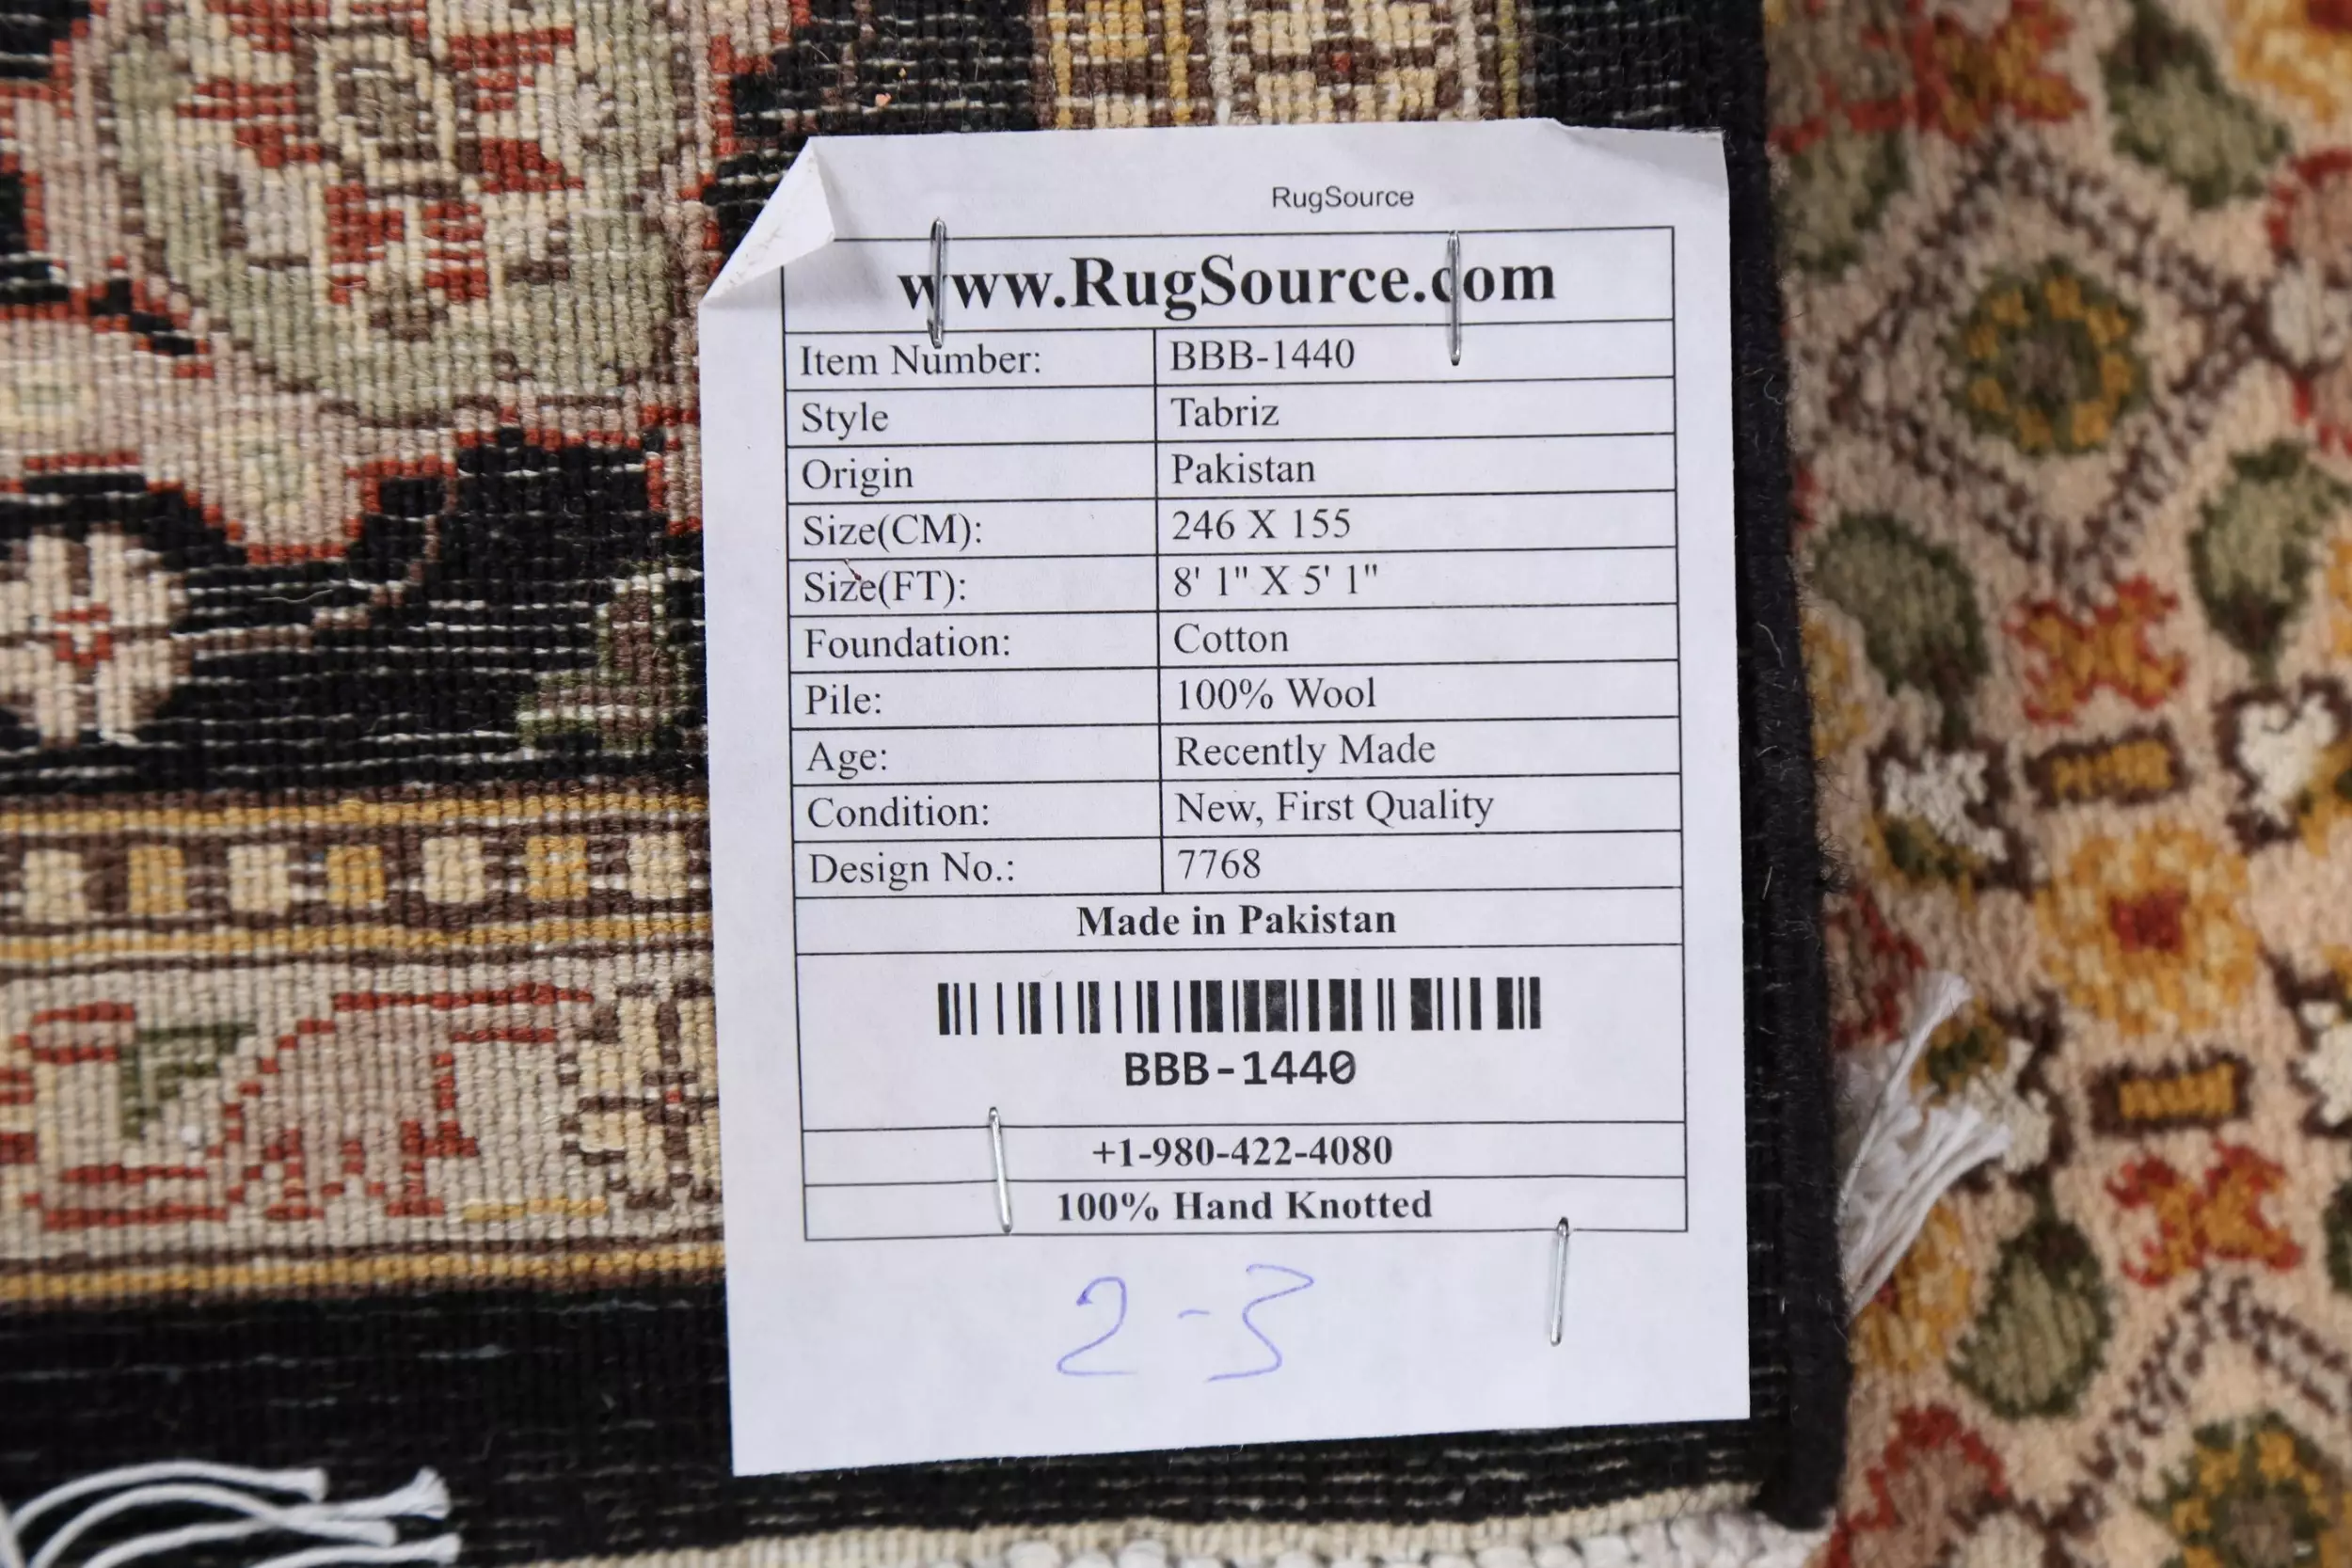 RugSource
www.RugSource.com
Item Number: BBB-1440
Style Tabriz
Origin Pakistan
Size(CM): 246 X 155
Size(FT): 8' 1" X 5' 1"
Foundation: Cotton
Pile: 100% Wool
Age: Recently Made
Condition: New, First Quality
Design No.: 7768
Made in Pakistan
BBB-1440
+1-980-422-4080
100% Hand Knotted
2-3